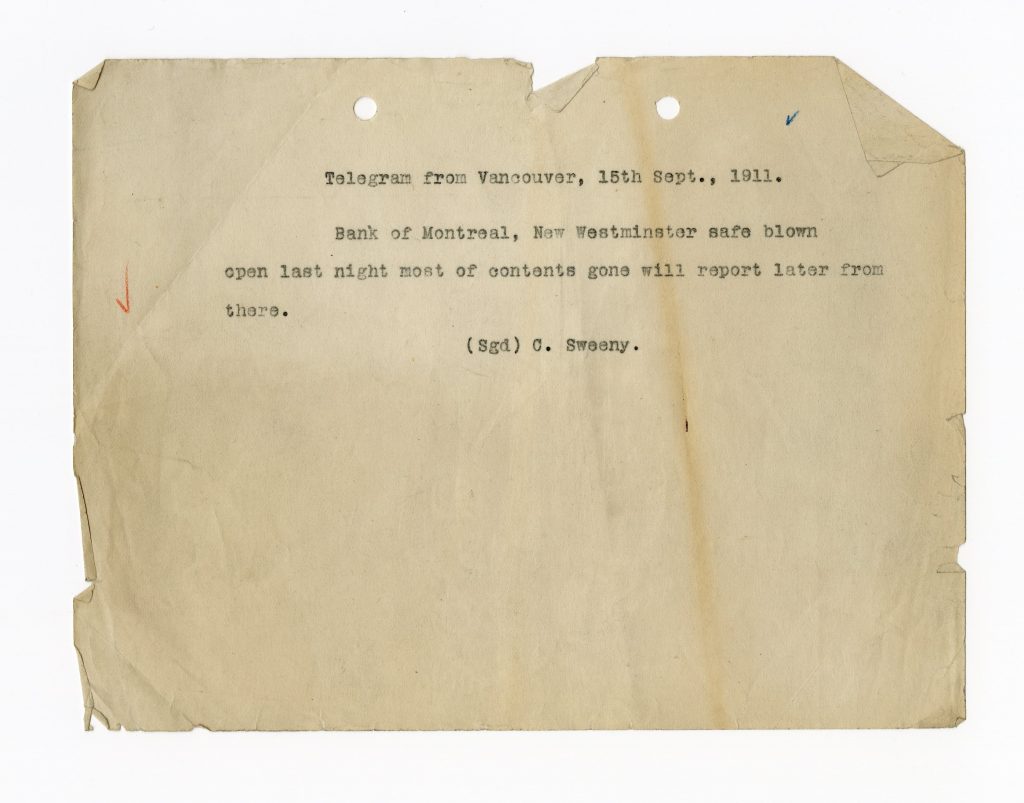 Telegram from Vancouver, 15th Sept., 1911.
Bank of Montreal, New Westminster safe blown
open last night most of contents gone will report later from
there.
(Sgd) C. Sweeny.